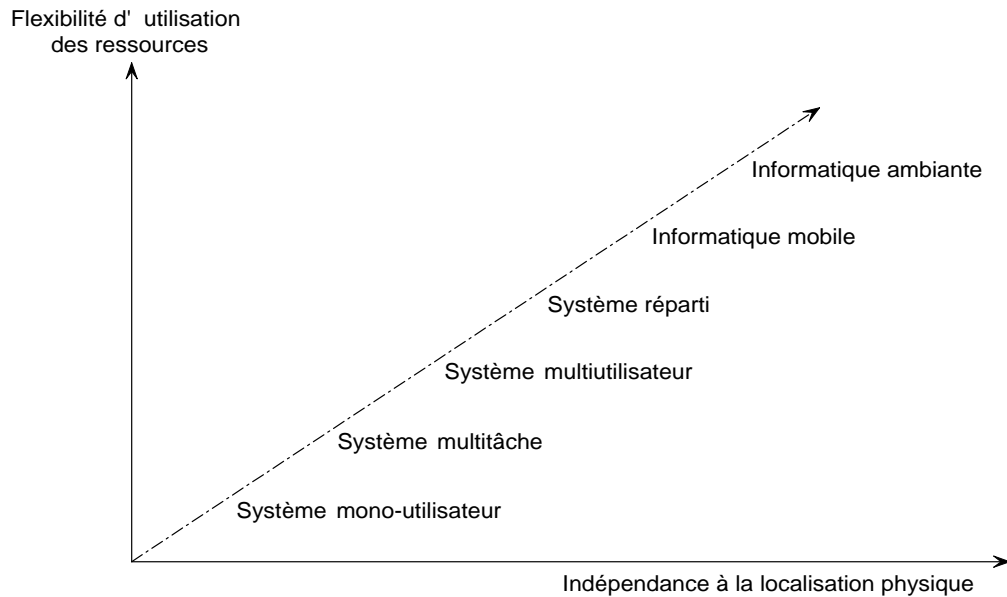 Flexibilité d' utilisation
des ressources
Informatique ambiante
Informatique mobile
Système réparti
Système multiutilisateur
Système multitâche
Système mono-utilisateur
Indépendance à la localisation physique